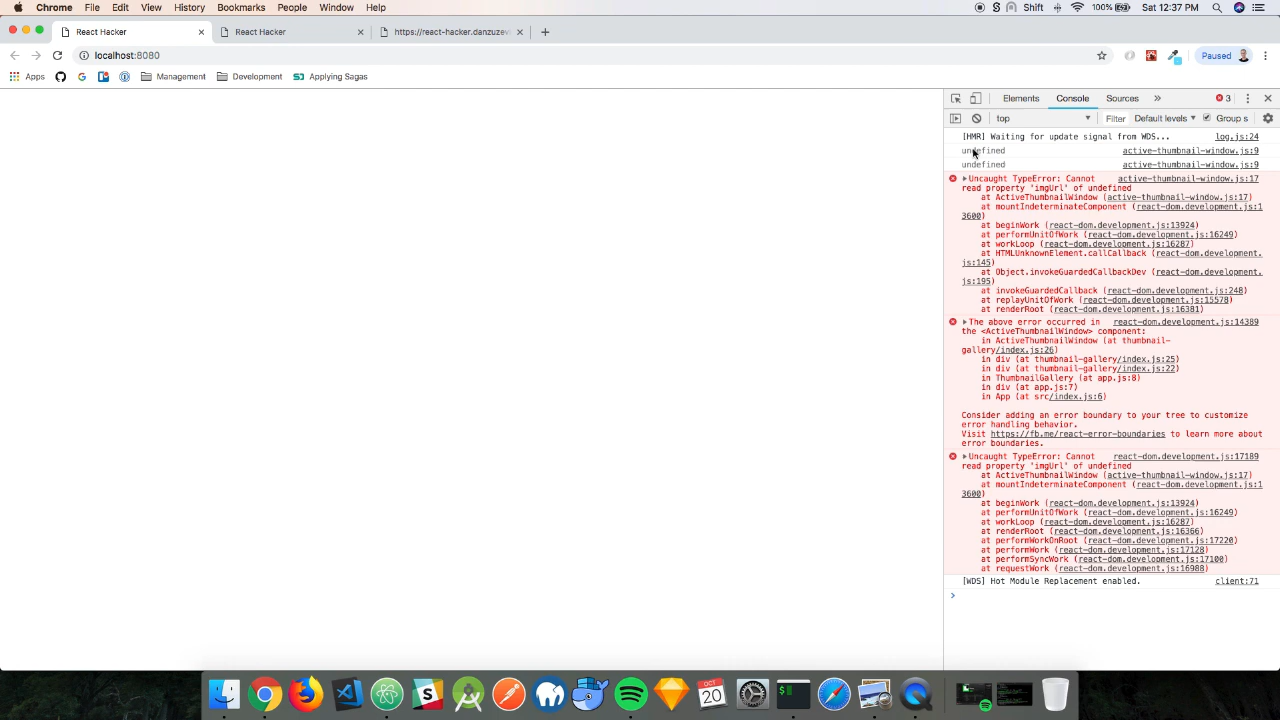 Chrome File Edit View History Bookmarks People Window Help Shift 100% Sat 12:37 PM
React Hacker React Hacker https://react-hacker.danzuzevi
localhost:8080 Paused
Apps Management Development SJ Applying Sagas
Elements Console Sources 3
top Filter Default levels Group s
[HMR] Waiting for update signal from WDS... log.js:24
undefined active-thumbnail-window.js:9
undefined active-thumbnail-window.js:9
Uncaught TypeError: Cannot active-thumbnail-window.js:17
read property 'imgUrl' of undefined
at ActiveThumbnailWindow (active-thumbnail-window.js:17)
at mountIndeterminateComponent (react-dom.development.js:1
3600)
at beginWork (react-dom.development.js:13924)
at performUnitOfWork (react-dom.development.js:16249)
at workLoop (react-dom.development.js:16287)
at HTMLUnknownElement.callCallback (react-dom.development.
js:145)
at Object.invokeGuardedCallbackDev (react-dom.development.
js:195)
at invokeGuardedCallback (react-dom.development.js:248)
at replayUnitOfWork (react-dom.development.js:15578)
at renderRoot (react-dom.development.js:16381)
The above error occurred in react-dom.development.js:14389
the <ActiveThumbnailWindow> component:
in ActiveThumbnailWindow (at thumbnail-
gallery/index.js:26)
in div (at thumbnail-gallery/index.js:25)
in div (at thumbnail-gallery/index.js:22)
in ThumbnailGallery (at app.js:8)
in div (at app.js:7)
in App (at src/index.js:6)
Consider adding an error boundary to your tree to customize
error handling behavior.
Visit https://fb.me/react-error-boundaries to learn more about
error boundaries.
Uncaught TypeError: Cannot react-dom.development.js:17189
read property 'imgUrl' of undefined
at ActiveThumbnailWindow (active-thumbnail-window.js:17)
at mountIndeterminateComponent (react-dom.development.js:1
3600)
at beginWork (react-dom.development.js:13924)
at performUnitOfWork (react-dom.development.js:16249)
at workLoop (react-dom.development.js:16287)
at renderRoot (react-dom.development.js:16366)
at performWorkOnRoot (react-dom.development.js:17220)
at performWork (react-dom.development.js:17128)
at performSyncWork (react-dom.development.js:17100)
at requestWork (react-dom.development.js:16988)
[WDS] Hot Module Replacement enabled. client:71
OCT
20